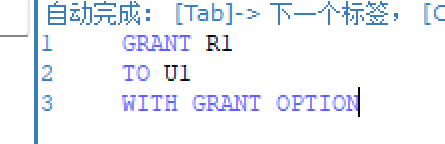 自动完成: [Tab]-> 下一个标签, [C
1 GRANT R1
2 TO U1
3 WITH GRANT OPTION